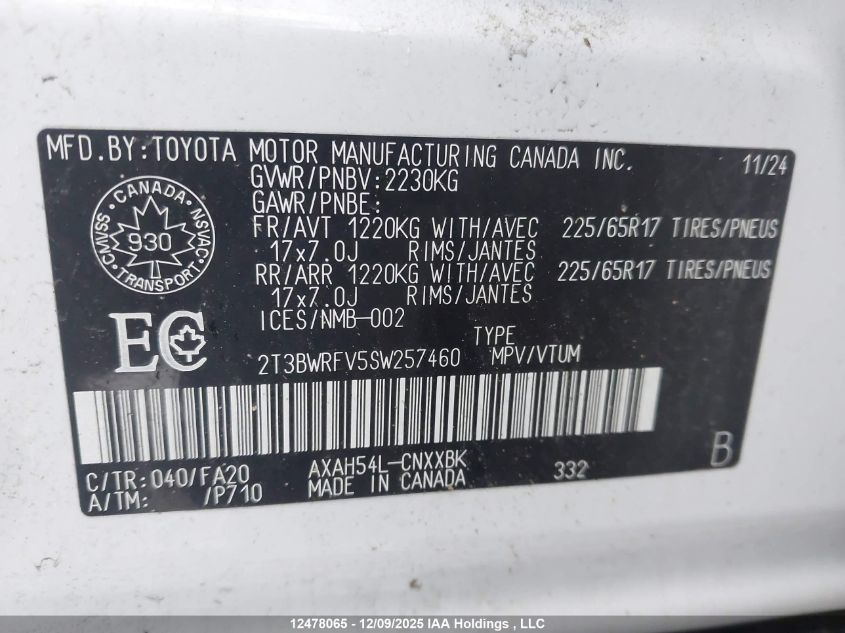 MFD.BY:TOYOTA MOTOR MANUFACTURING CANADA INC. 11/24
GVWR/PNBV:2230KG
GAWR/PNBE:
FR/AVT 1220KG WITH/AVEC 225/65R17 TIRES/PNEUS
17x7.0J RIMS/JANTES
RR/ARR 1220KG WITH/AVEC 225/65R17 TIRES/PNEUS
17x7.0J RIMS/JANTES
ICES/NMB-002
CANADA
CMVSS NSVAC
930
TRANSPORT
EC
TYPE
2T3BWRFV5SW257460 MPV/VTUM
C/TR:040/FA20 AXAH54L-CNXXBK 332 B
A/TM: /P710 MADE IN CANADA
12478065 - 12/09/2025 IAA Holdings , LLC